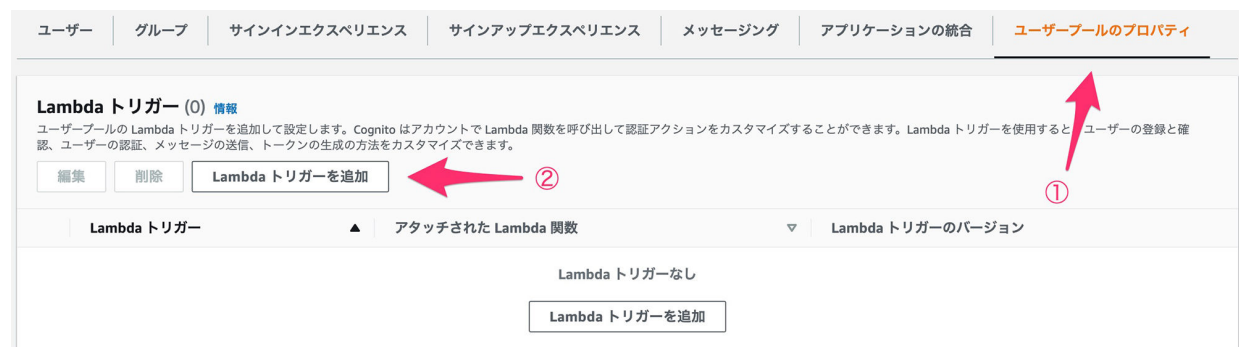 ユーザー グループ サインインエクスペリエンス サインアップエクスペリエンス メッセージング アプリケーションの統合 ユーザープールのプロパティ
Lambda トリガー (0) 情報
ユーザープールの Lambda トリガーを追加して設定します。Cognito はアカウントで Lambda 関数を呼び出して認証アクションをカスタマイズすることができます。Lambda トリガーを使用すると、ユーザーの登録と確
認、ユーザーの認証、メッセージの送信、トークンの生成の方法をカスタマイズできます。
編集 削除 Lambda トリガーを追加 ② ①
Lambda トリガー ▲ アタッチされた Lambda 関数 ▽ Lambda トリガーのバージョン
Lambda トリガーなし
Lambda トリガーを追加